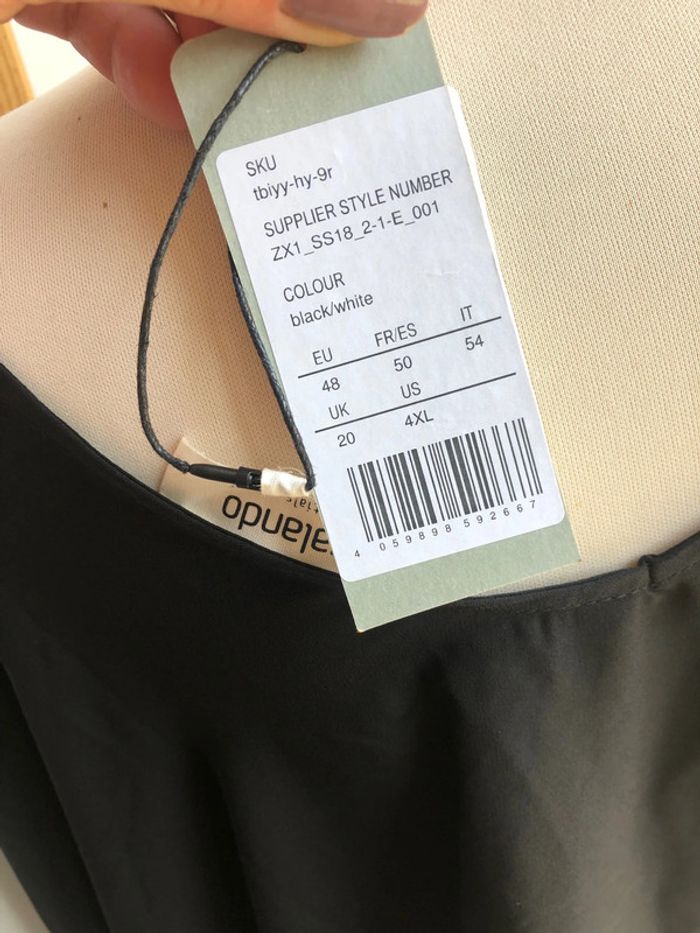 SKU
tbiyy-hy-9r
SUPPLIER STYLE NUMBER
ZX1_SS18_2-1-E_001
COLOUR
black/white
EU FR/ES IT
48 50 54
UK US
20 4XL
4 059898 592667
alando